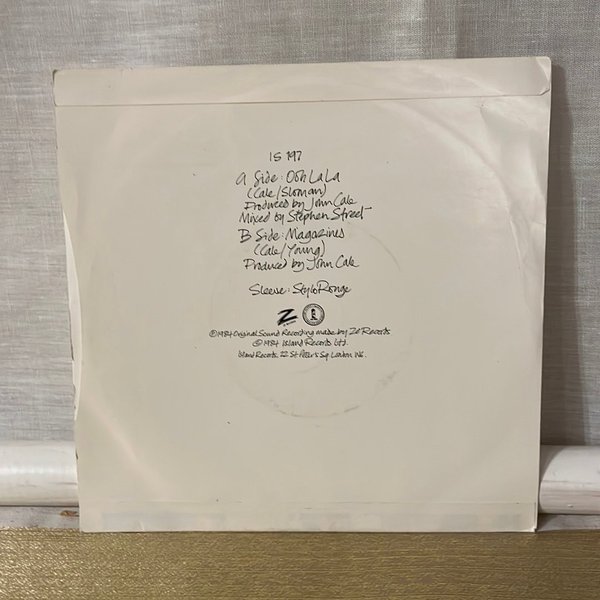 IS 197
A Side: Ooh La La
(Cale/Sloman)
Produced by John Cale
Mixed by Stephen Street
B Side: Magazines
(Cale/Young)
Produced by John Cale
Sleeve: StyloRouge
Z
©1984 Original Sound Recording made by Ze Records
©1984 Island Records Ltd.
Island Records 22 St Peter's Sq London W6.